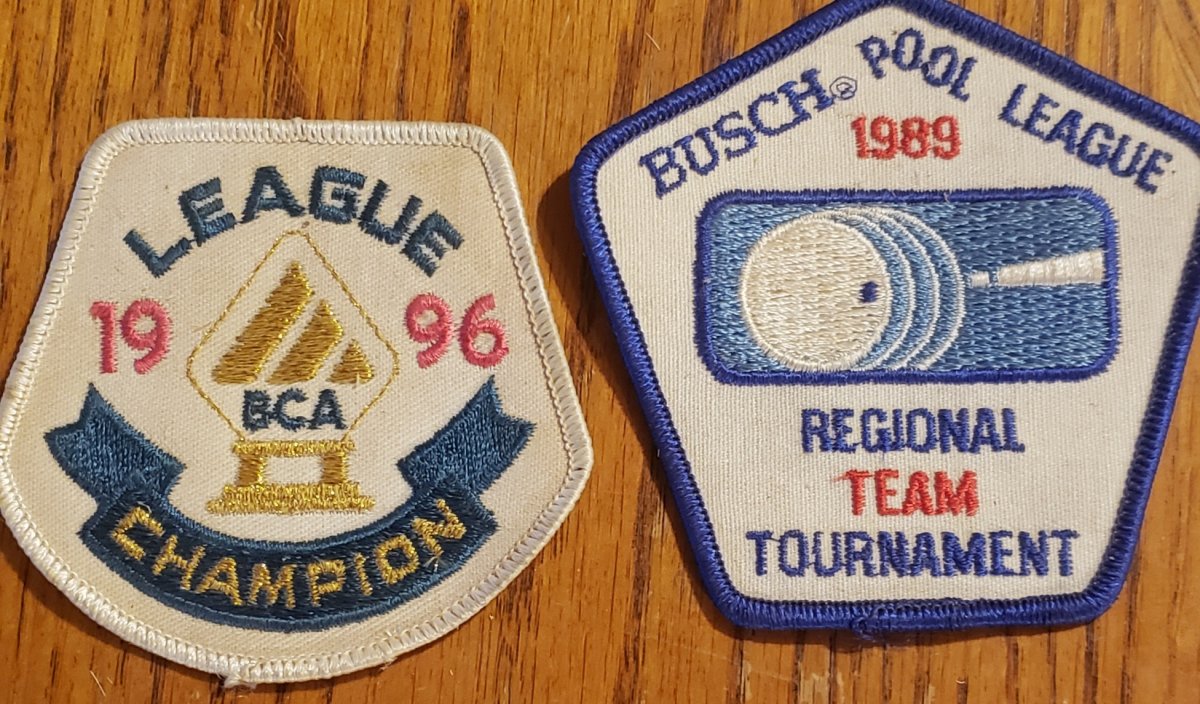 LEAGUE
19 96
BCA
CHAMPION
BUSCH® POOL LEAGUE
1989
REGIONAL
TEAM
TOURNAMENT